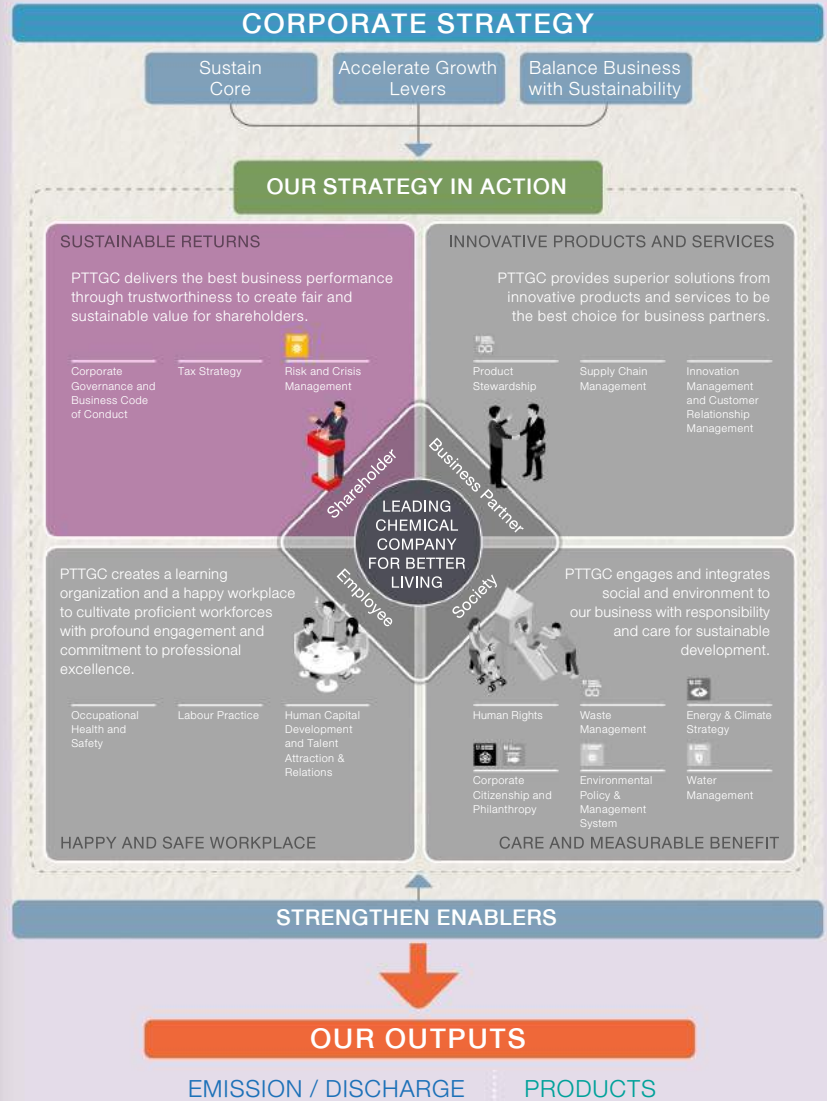 CORPORATE STRATEGY
Sustain
Core
Accelerate Growth
Levers
Balance Business
with Sustainability
OUR STRATEGY IN ACTION
SUSTAINABLE RETURNS
PTTGC delivers the best business performance
through trustworthiness to create fair and
sustainable value for shareholders.
Corporate
Governance and
Business Code
of Conduct
Tax Strategy
Risk and Crisis
Management
INNOVATIVE PRODUCTS AND SERVICES
PTTGC provides superior solutions from
innovative products and services to be
the best choice for business partners.
Product
Stewardship
Supply Chain
Management
Innovation
Management
and Customer
Relationship
Management
Shareholder
Business Partner
LEADING
CHEMICAL
COMPANY
FOR BETTER
LIVING
Employee
Society
PTTGC creates a learning
organization and a happy workplace
to cultivate proficient workforces
with profound engagement and
commitment to professional
excellence.
Occupational
Health and
Safety
Labour Practice
Human Capital
Development
and Talent
Attraction &
Relations
HAPPY AND SAFE WORKPLACE
PTTGC engages and integrates
social and environment to
our business with responsibility
and care for sustainable
development.
Human Rights
Waste
Management
Energy & Climate
Strategy
Corporate
Citizenship and
Philanthropy
Environmental
Policy &
Management
System
Water
Management
CARE AND MEASURABLE BENEFIT
STRENGTHEN ENABLERS
OUR OUTPUTS
EMISSION / DISCHARGE
PRODUCTS